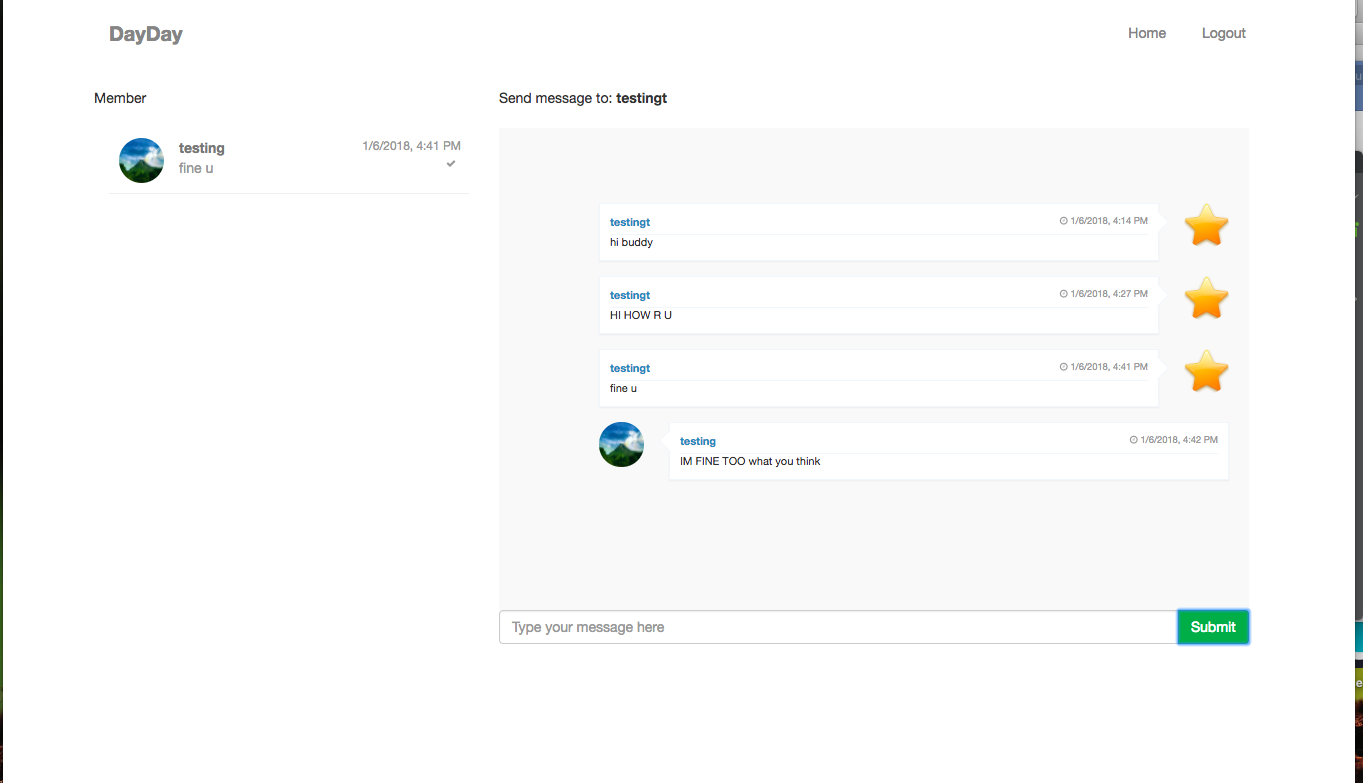 DayDay
Home
Logout
Member
Send message to: testingt
testing
1/6/2018, 4:41 PM
fine u
testingt
1/6/2018, 4:14 PM
hi buddy
testingt
1/6/2018, 4:27 PM
HI HOW R U
testingt
1/6/2018, 4:41 PM
fine u
testing
1/6/2018, 4:42 PM
IM FINE TOO what you think
Type your message here
Submit